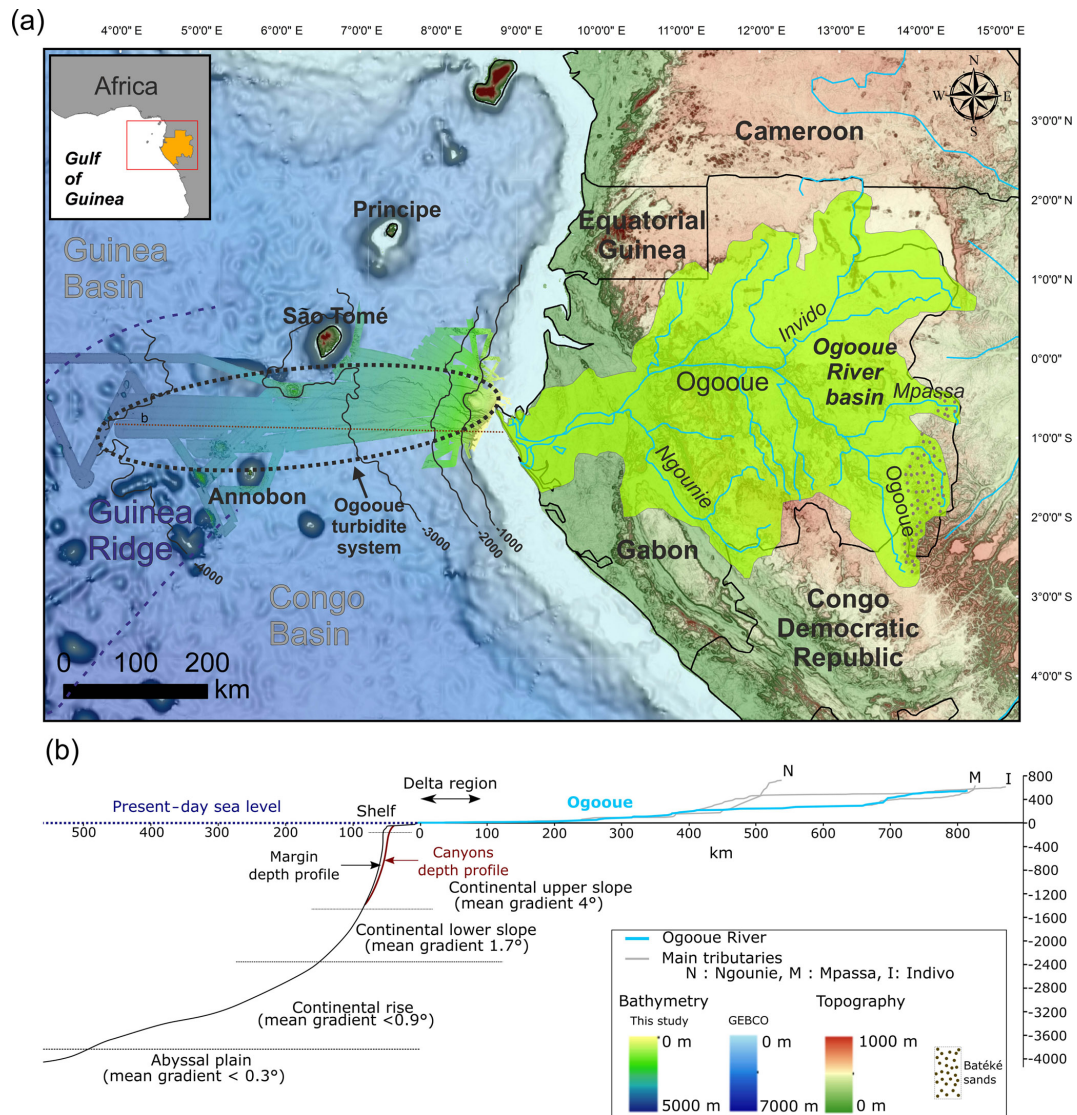 (a)
4°0'0" 5°0'0" 6°0'0" 7°0'0" 8°0'0" 9°0'0" 10°0'0" 11°0'0" 12°0'0" 13°0'0" 14°0'0" 15°0'0"
Africa
Gulf
of
Guinea
N
W E
S
3°0'0" N
2°0'0" N
1°0'0" N
0°0'0"
1°0'0" S
2°0'0" S
3°0'0" S
4°0'0" S
Cameroon
Principe
Equatorial
Guinea
Guinea
Basin
São Tomé
Invido
Ogooue
River
basin
Ogooue
Mpassa
b
Ngounie
Ogooue
Annobon
Ogooue
turbidite
system
-3000
-2000
-1000
-4000
Guinea
Ridge
Gabon
Congo
Basin
Congo
Democratic
Republic
0 100 200
km
(b)
N
M
I
800
400
0
-400
-800
-1200
-1600
-2000
-2400
-2800
-3200
-3600
-4000
Delta region
Present-day sea level
Shelf
Ogooue
500 400 300 200 100 0 100 200 300 400 500 600 700 800
km
Margin
depth profile
Canyons
depth profile
Continental upper slope
(mean gradient 4°)
Continental lower slope
(mean gradient 1.7°)
Continental rise
(mean gradient <0.9°)
Abyssal plain
(mean gradient < 0.3°)
Ogooue River
Main tributaries
N : Ngounie, M : Mpassa, I: Indivo
Bathymetry
Topography
This study
GEBCO
0 m
5000 m
0 m
7000 m
1000 m
0 m
Batéké
sands